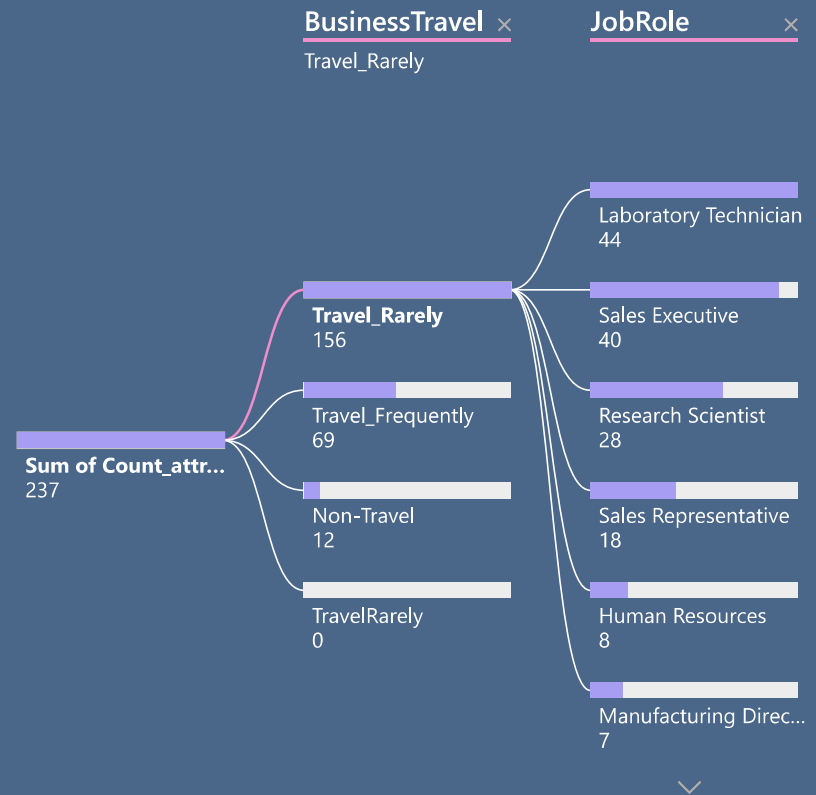 BusinessTravel
Travel_Rarely
JobRole
Sum of Count_attr...
237
Travel_Rarely
156
Travel_Frequently
69
Non-Travel
12
TravelRarely
0
Laboratory Technician
44
Sales Executive
40
Research Scientist
28
Sales Representative
18
Human Resources
8
Manufacturing Direc...
7